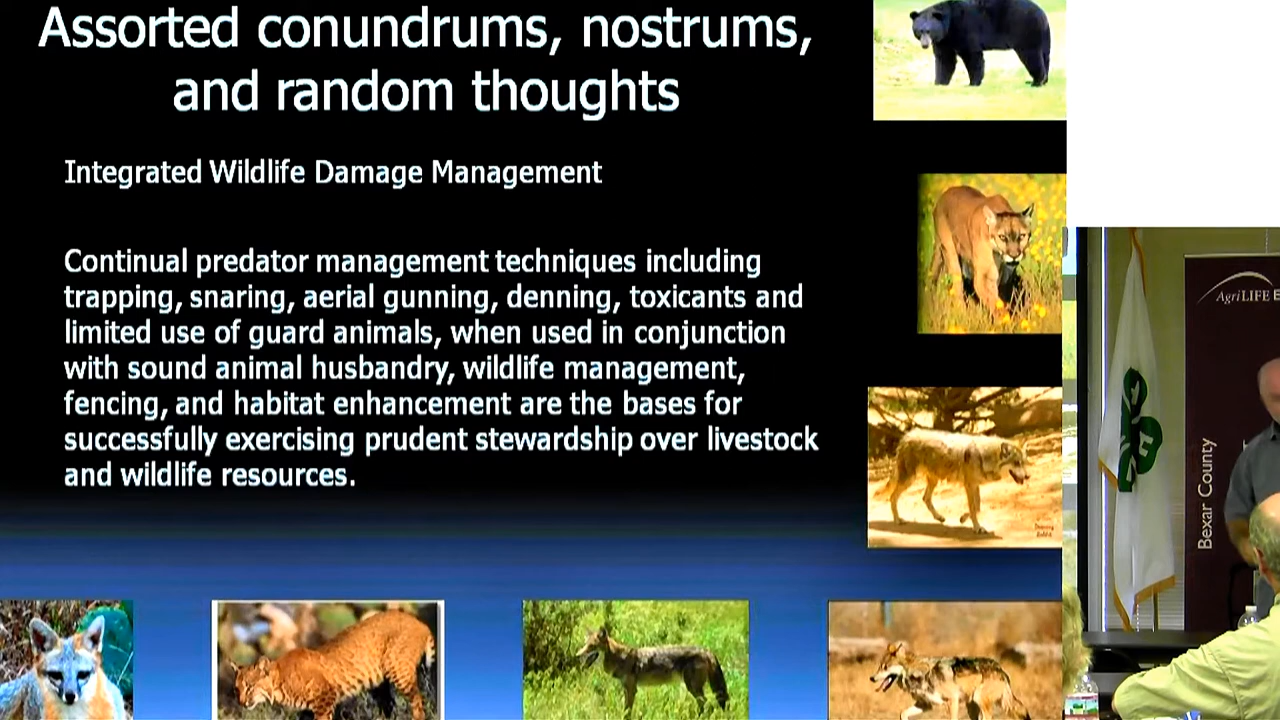 Assorted conundrums, nostrums,
and random thoughts
Integrated Wildlife Damage Management
Continual predator management techniques including
trapping, snaring, aerial gunning, denning, toxicants and
limited use of guard animals, when used in conjunction
with sound animal husbandry, wildlife management,
fencing, and habitat enhancement are the bases for
successfully exercising prudent stewardship over livestock
and wildlife resources.
AgriLIFE E
Bexar County